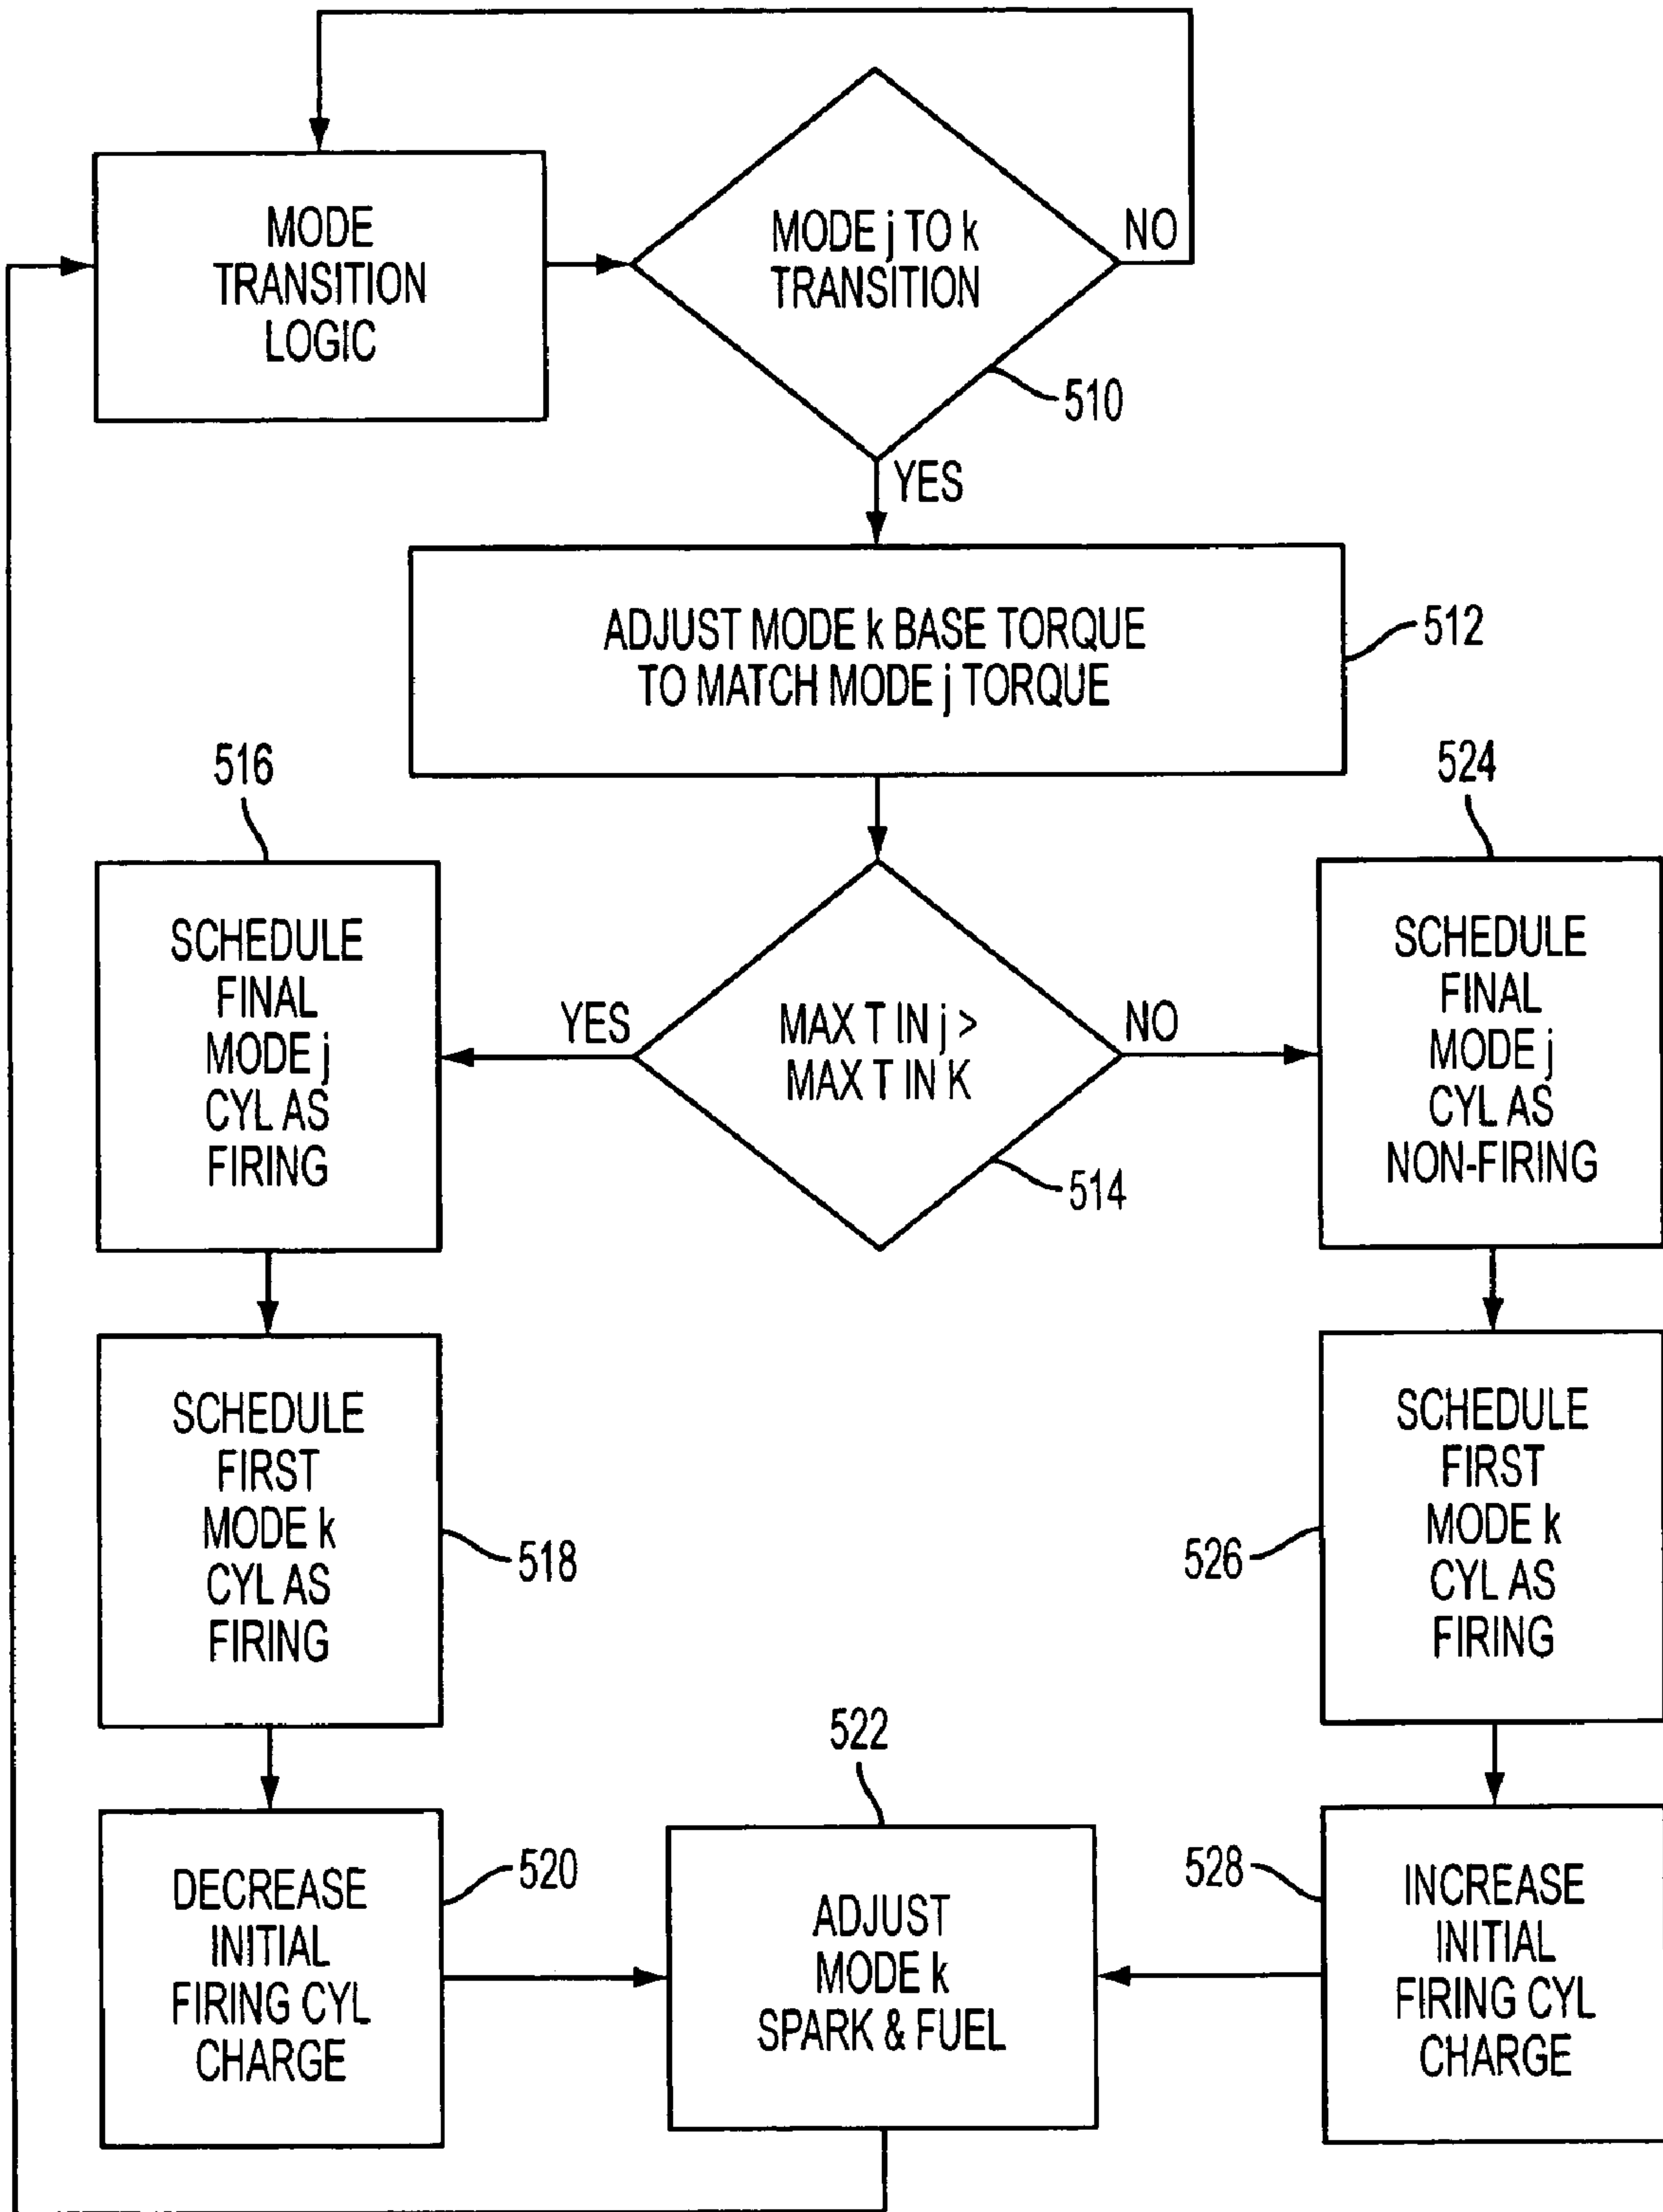 MODE
TRANSITION
LOGIC
MODE j TO k
TRANSITION
NO
510
YES
ADJUST MODE k BASE TORQUE
TO MATCH MODE j TORQUE
512
516
524
SCHEDULE
FINAL
MODE j
CYL AS
FIRING
YES
MAX T IN j >
MAX T IN K
NO
514
SCHEDULE
FINAL
MODE j
CYL AS
NON-FIRING
SCHEDULE
FIRST
MODE k
CYL AS
FIRING
518
526
SCHEDULE
FIRST
MODE k
CYL AS
FIRING
522
DECREASE
INITIAL
FIRING CYL
CHARGE
520
ADJUST
MODE k
SPARK & FUEL
528
INCREASE
INITIAL
FIRING CYL
CHARGE